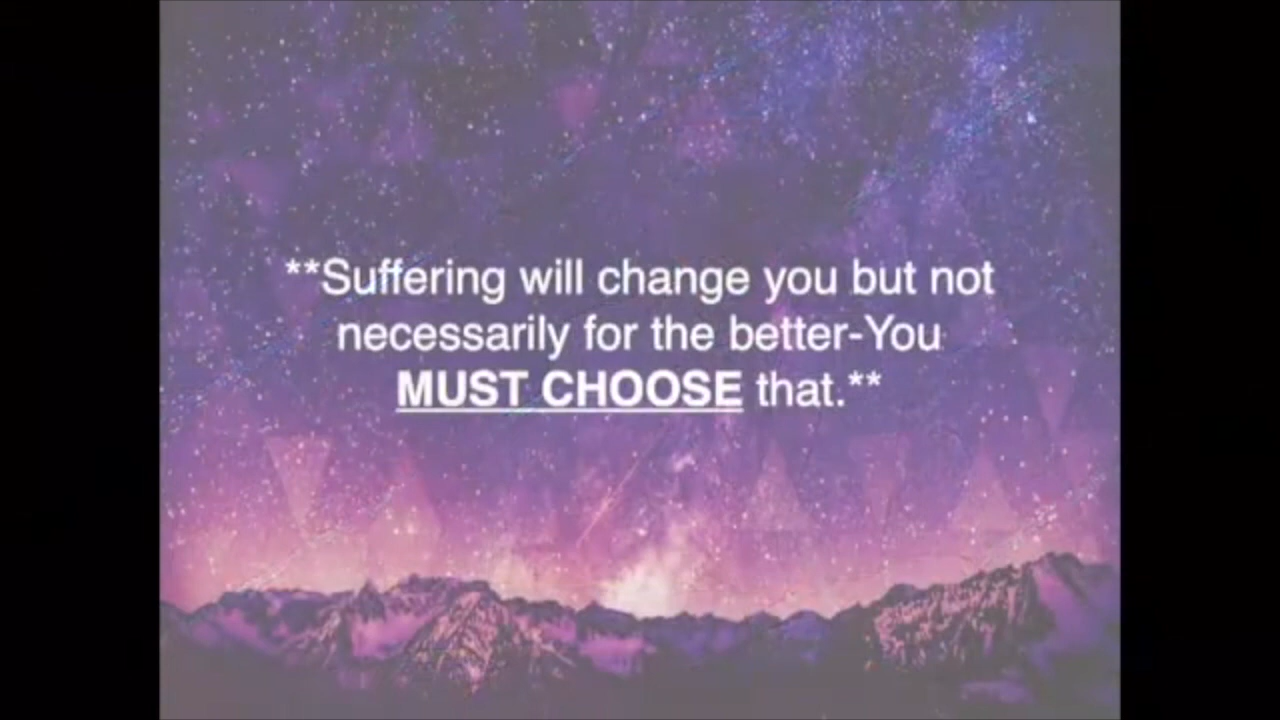 **Suffering will change you but not
necessarily for the better-You
MUST CHOOSE that.**